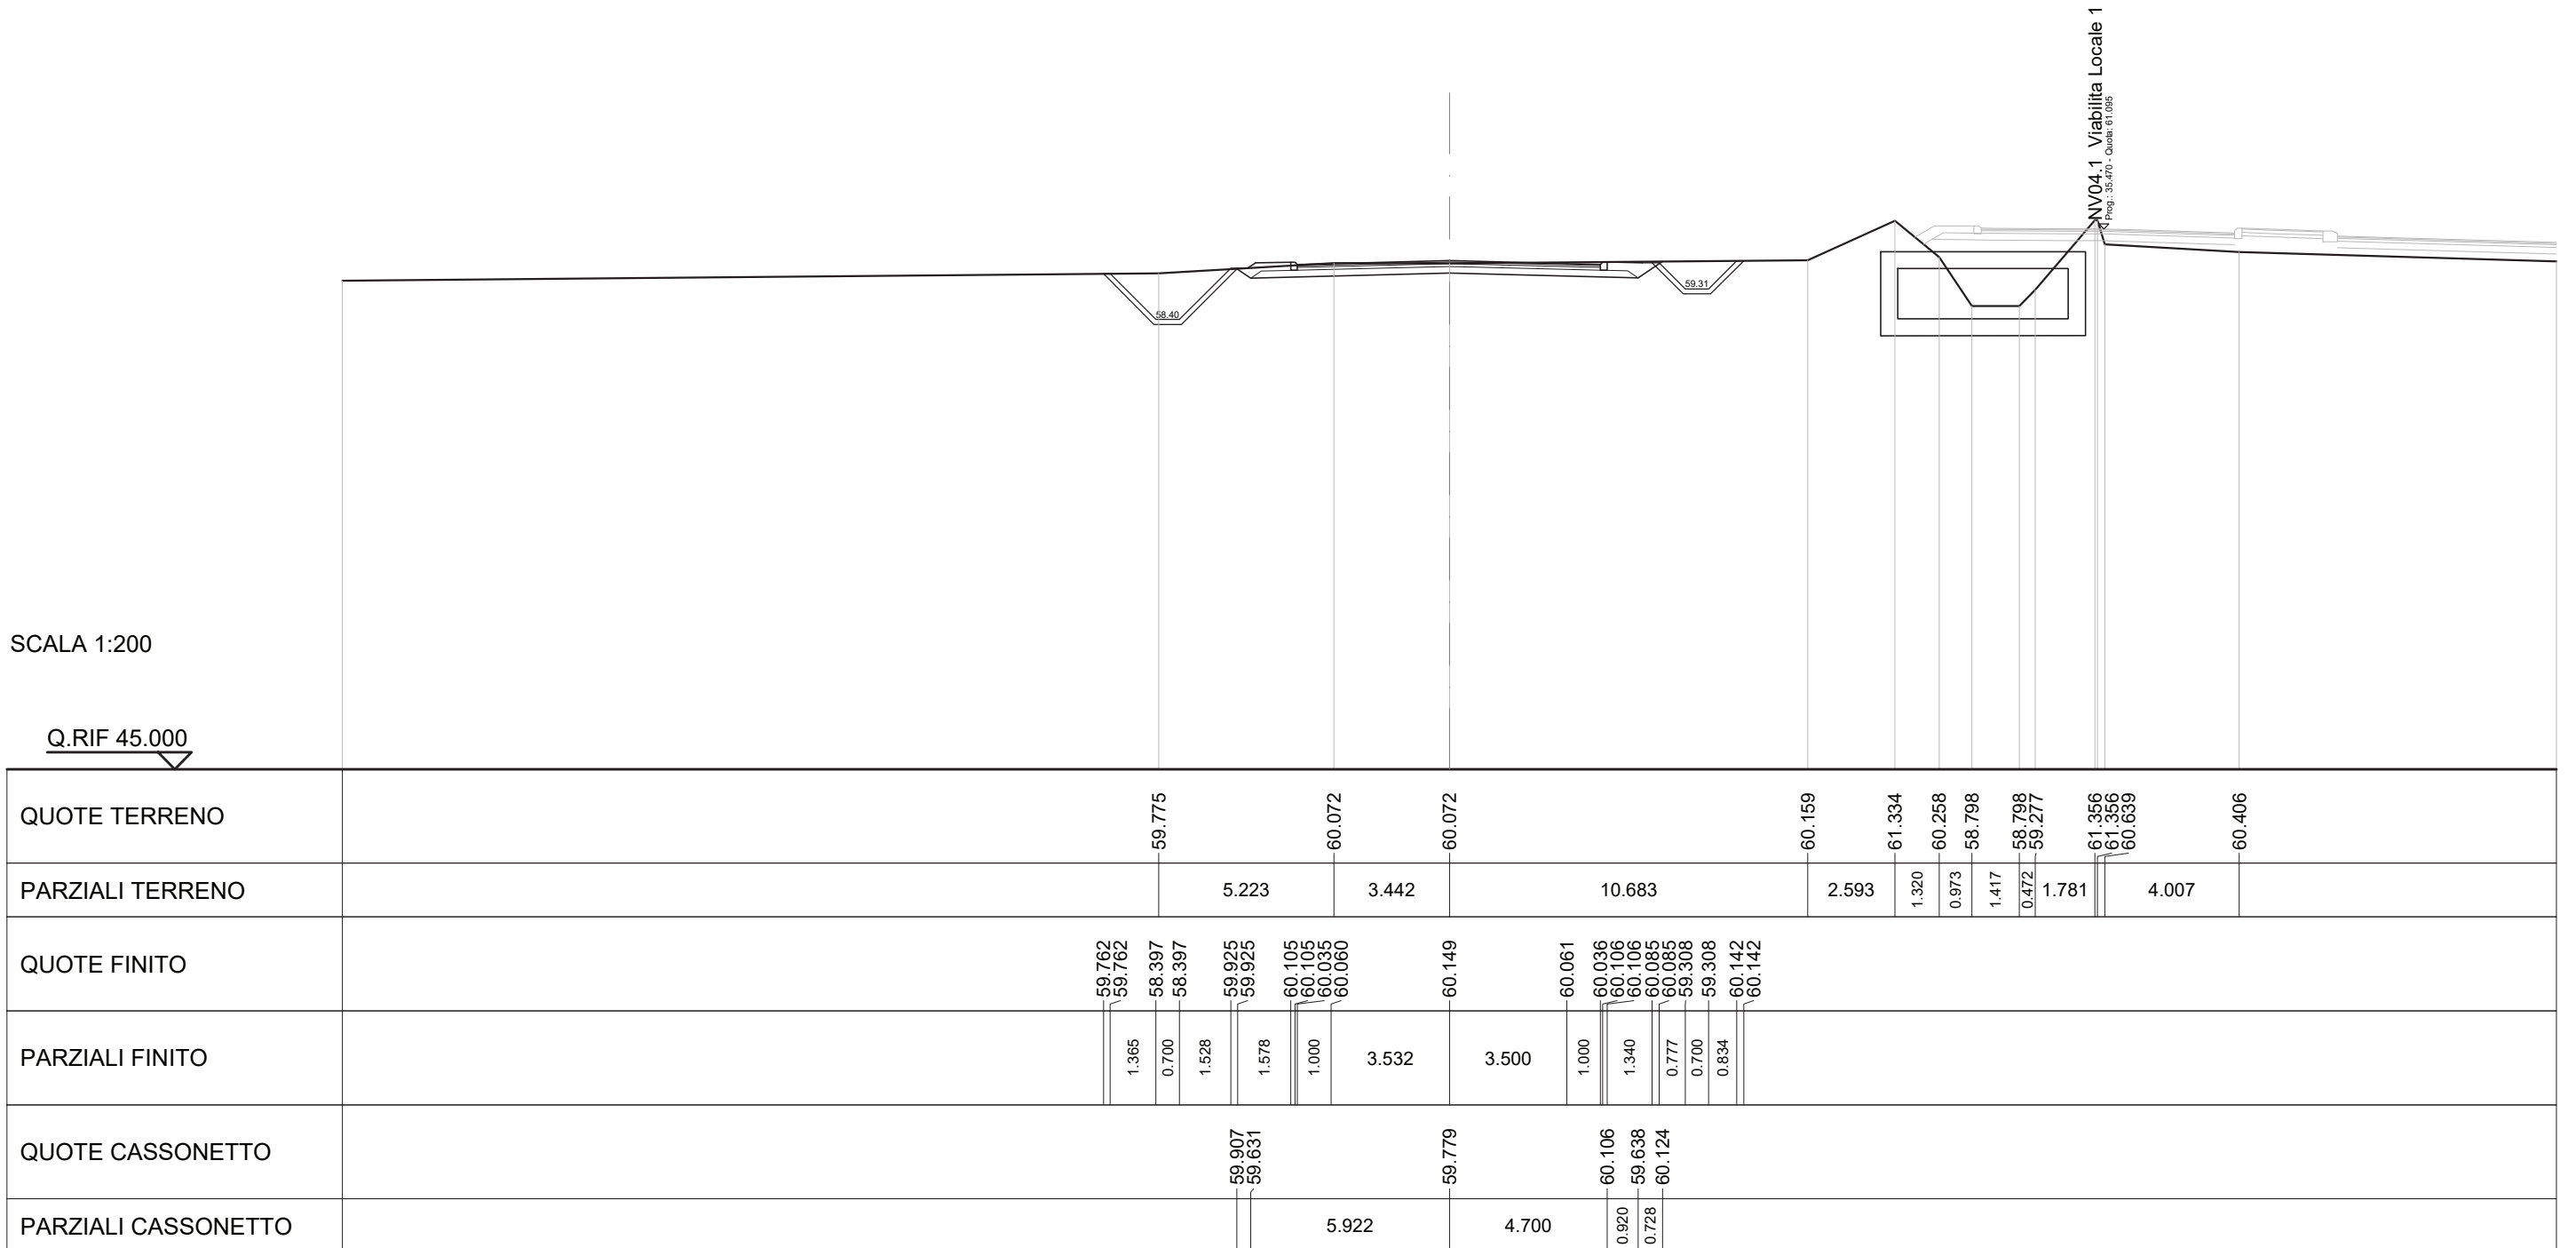 NV04.1 Viabilita Locale 1
Prog.: 35.470 - Quota: 61.095
58.40
59.31
SCALA 1:200
Q.RIF 45.000
QUOTE TERRENO
59.775 60.072 60.072 60.159 61.334 60.258 58.798 58.798 59.277 61.356 61.356 60.639 60.406
PARZIALI TERRENO
5.223 3.442 10.683 2.593 1.320 0.973 1.417 0.472 1.781 4.007
QUOTE FINITO
59.762 59.762 58.397 58.397 59.925 59.925 60.105 60.105 60.035 60.060 60.149 60.061 60.036 60.106 60.106 60.085 60.085 59.308 59.308 60.142 60.142
PARZIALI FINITO
1.365 0.700 1.528 1.578 1.000 3.532 3.500 1.000 1.340 0.777 0.700 0.834
QUOTE CASSONETTO
59.907 59.631 59.779 60.106 59.638 60.124
PARZIALI CASSONETTO
5.922 4.700 0.920 0.728